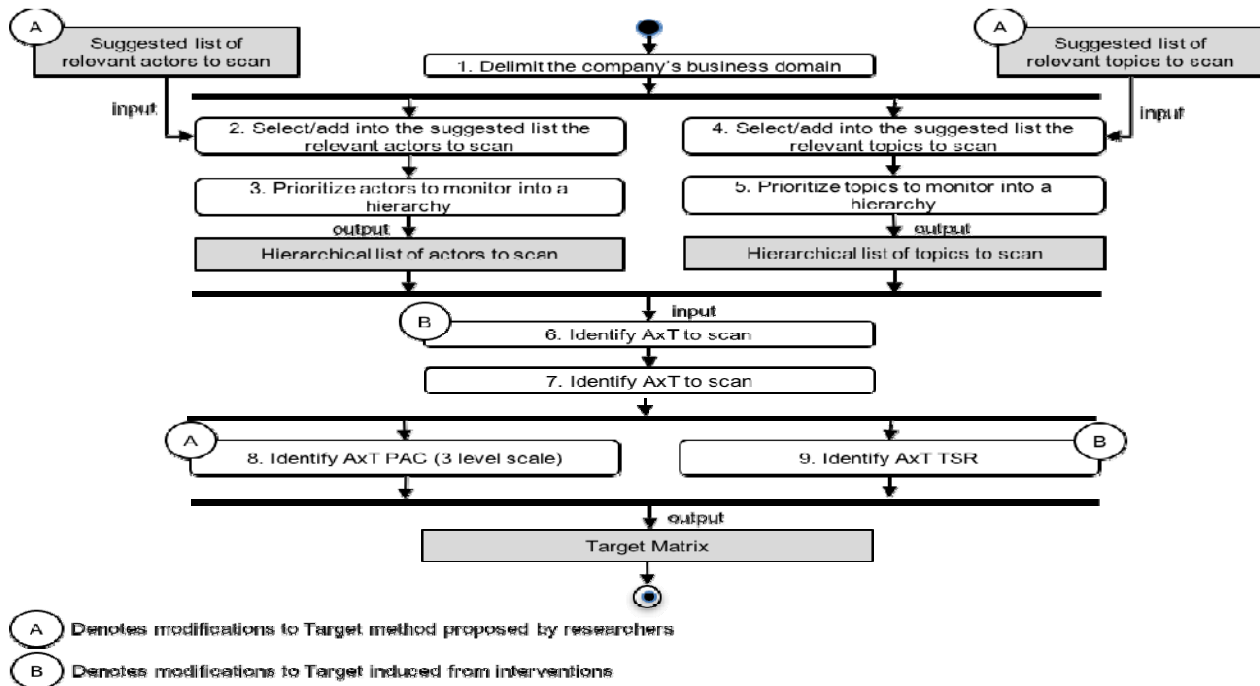 A
Suggested list of
relevant actors to scan
A
Suggested list of
relevant topics to scan
1. Delimit the company's business domain
input
input
2. Select/add into the suggested list the
relevant actors to scan
4. Select/add into the suggested list the
relevant topics to scan
3. Prioritize actors to monitor into a
hierarchy
5. Prioritize topics to monitor into a
hierarchy
output
output
Hierarchical list of actors to scan
Hierarchical list of topics to scan
input
B
6. Identify AxT to scan
7. Identify AxT to scan
A
8. Identify AxT PAC (3 level scale)
B
9. Identify AxT TSR
output
Target Matrix
A Denotes modifications to Target method proposed by researchers
B Denotes modifications to Target induced from interventions